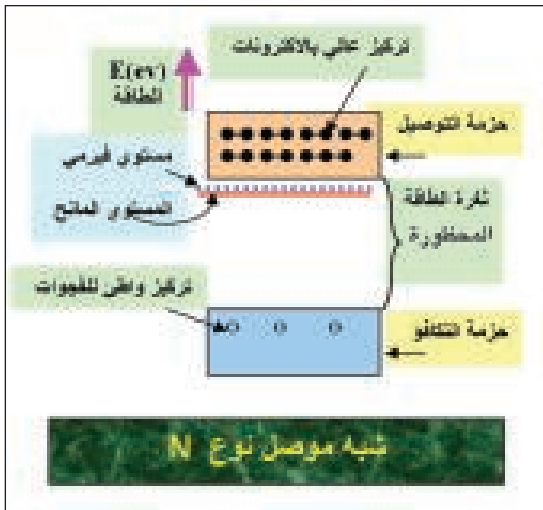 تركيز عالي بالالكترونات
E(ev)
الطاقة
حزمة التوصيل
مستوى فيرمي
المستوى المانح
ثغرة الطاقة
المحظورة
تركيز واطئ للفجوات
حزمة التكافؤ
شبه موصل نوع N